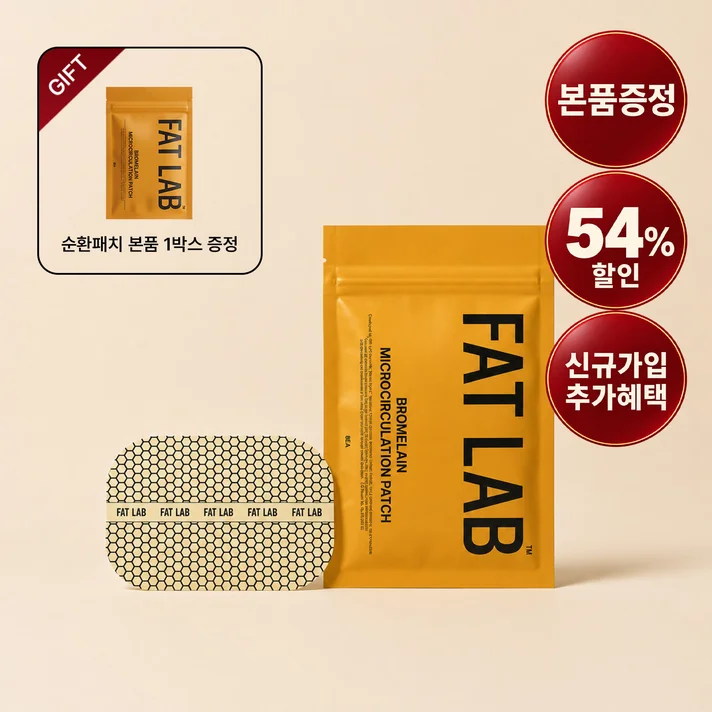 GIFT
FAT LAB™
BROMELAIN
MICROCIRCULATION PATCH
순환패치 본품 1박스 증정
본품증정
54%
할인
신규가입
추가혜택
FAT LAB™
BROMELAIN
MICROCIRCULATION PATCH
8EA
FAT LAB FAT LAB FAT LAB FAT LAB FAT LAB